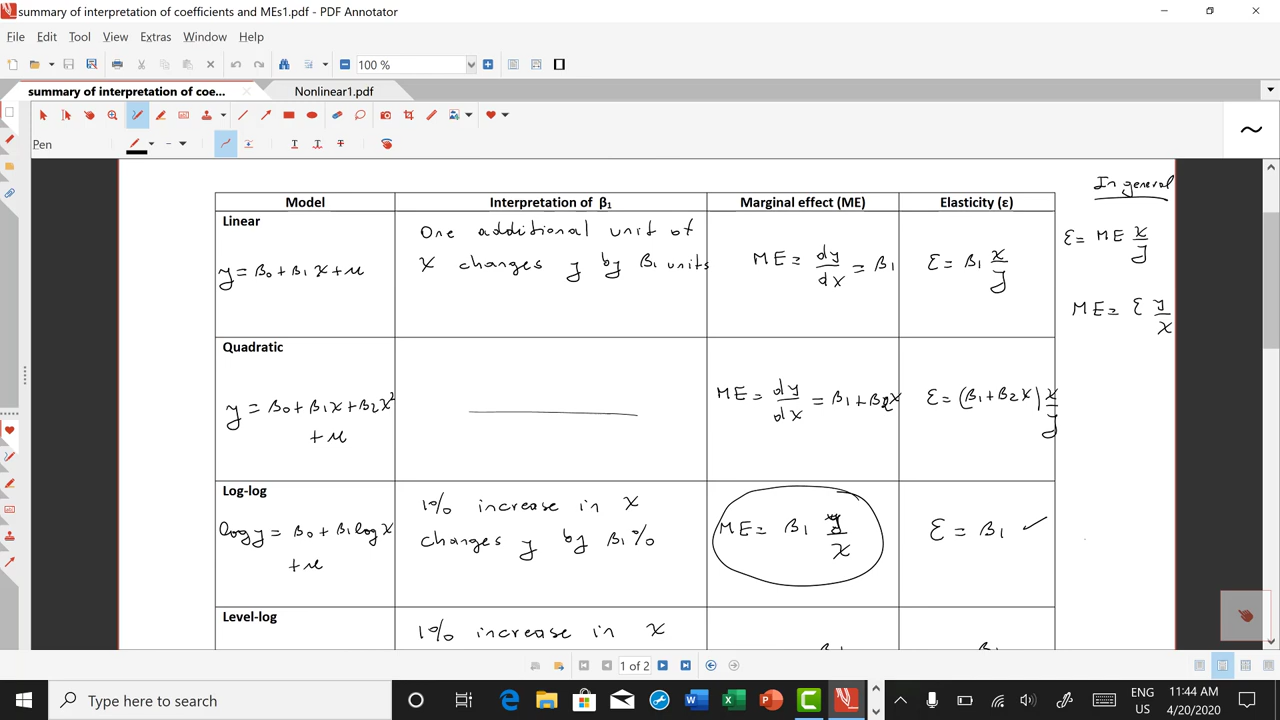 summary of interpretation of coefficients and MEs1.pdf - PDF Annotator
File Edit Tool View Extras Window Help
100 %
summary of interpretation of coe... Nonlinear1.pdf
Pen
In general
Model Interpretation of β₁ Marginal effect (ME) Elasticity (ε)
Linear
One additional unit of
x changes y by β₁ units
y = β₀ + β₁ x + u
ME = dy/dx = β₁
ε = β₁ x/y
ε = ME x/y
ME = ε y/x
Quadratic
y = β₀ + β₁x + β₂x²
+ u
ME = dy/dx = β₁ + β₂x
ε = (β₁ + β₂x) x/y
Log-log
1% increase in x
changes y by β₁%
log y = β₀ + β₁ log x
+ u
ME = β₁ y/x
ε = β₁ ✓
Level-log
1% increase in x
1 of 2
Type here to search
ENG
US
11:44 AM
4/20/2020